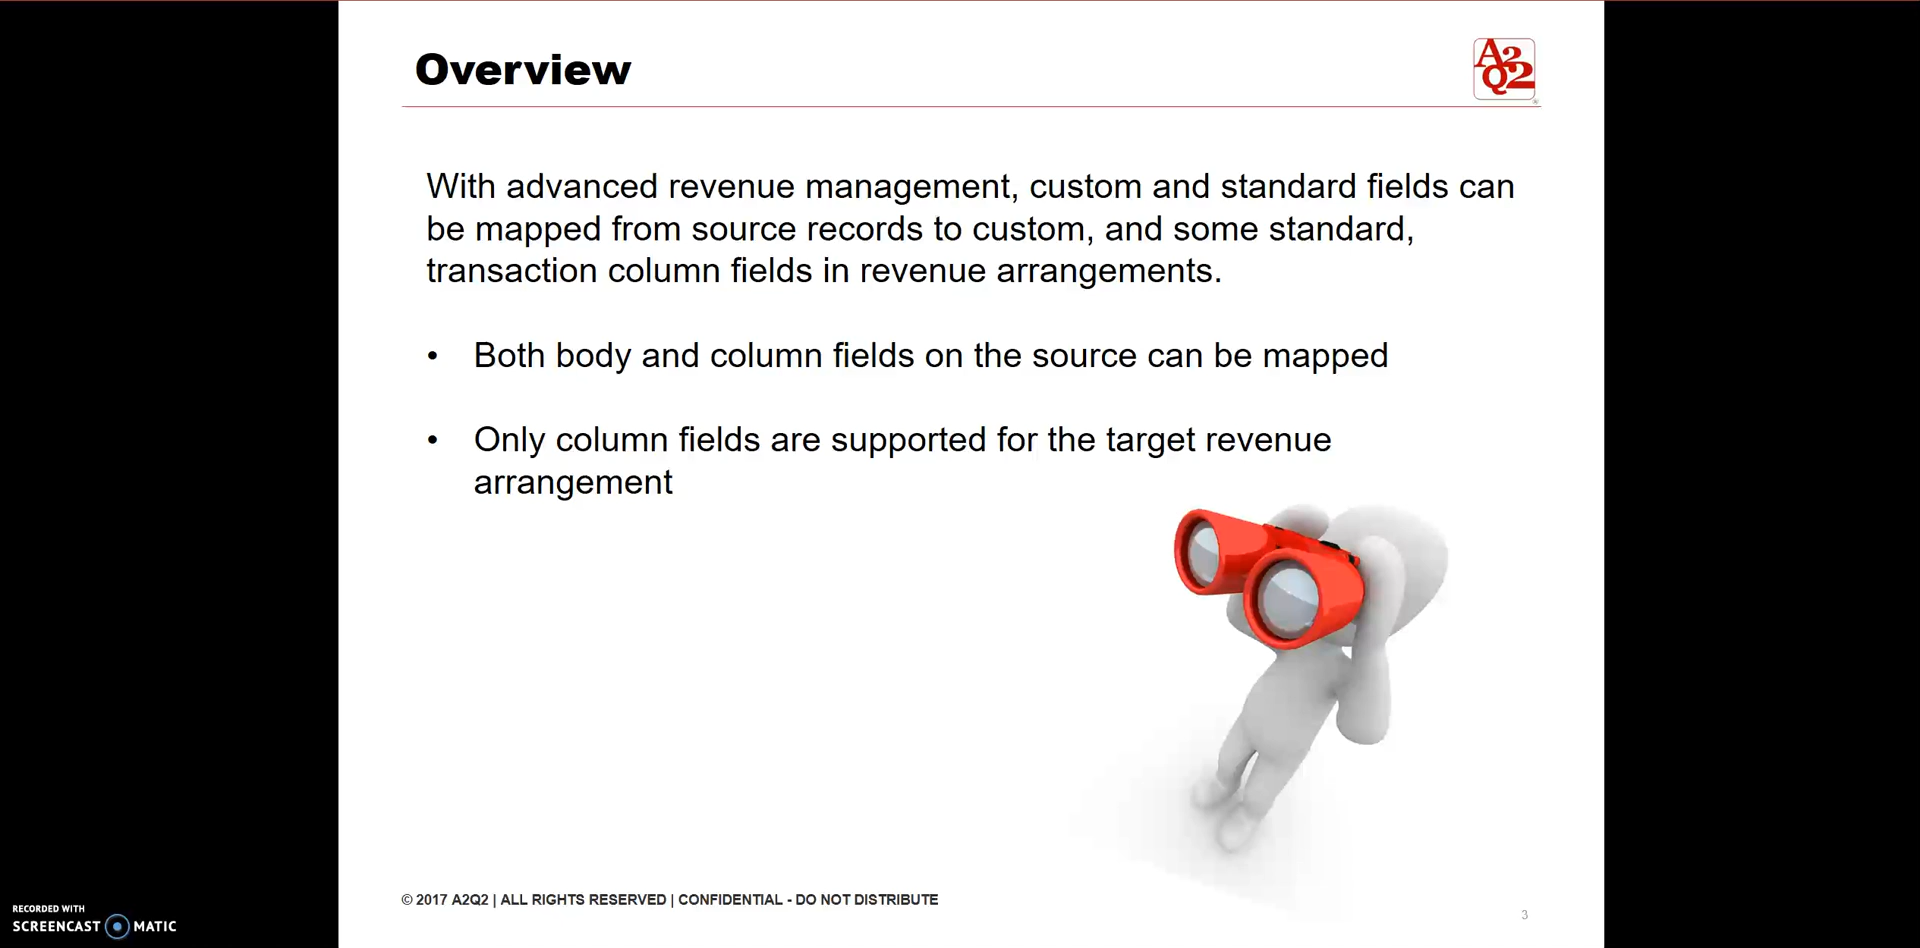 Overview
A2
Q2
®
With advanced revenue management, custom and standard fields can
be mapped from source records to custom, and some standard,
transaction column fields in revenue arrangements.
• Both body and column fields on the source can be mapped
• Only column fields are supported for the target revenue
arrangement
© 2017 A2Q2 | ALL RIGHTS RESERVED | CONFIDENTIAL - DO NOT DISTRIBUTE
3
RECORDED WITH
SCREENCAST MATIC